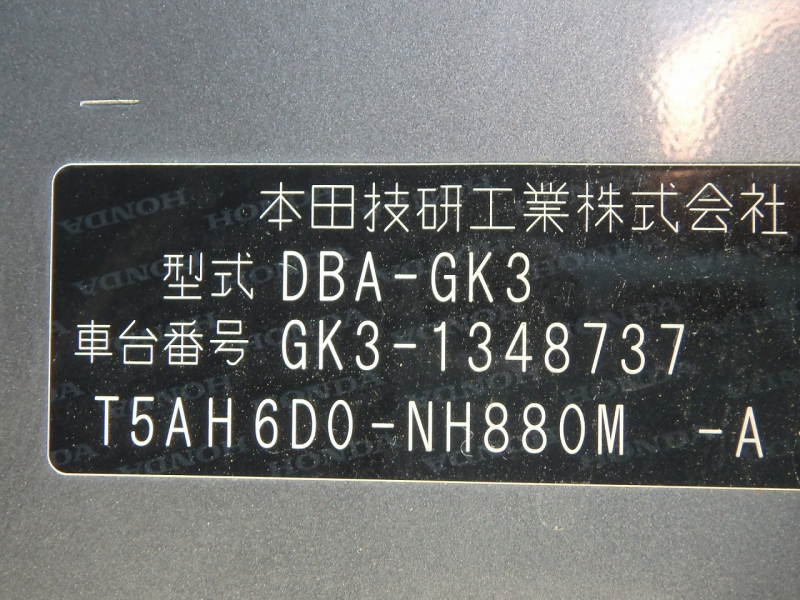 本田技研工業株式会社
型式 DBA-GK3
車台番号 GK3-1348737
T5AH6D0-NH880M -A